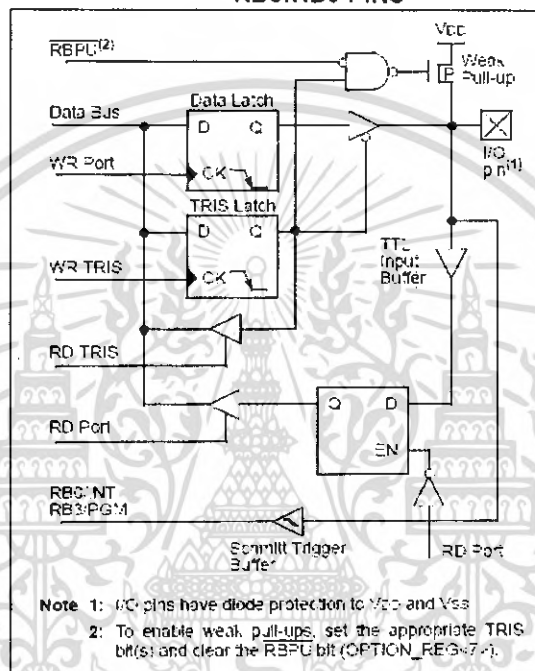 RBPU(2)
VDD
Weak
Pull-up
P
Data Bus
Data Latch
D Q
I/O
pin(1)
WR Port
CK
TRIS Latch
D Q
TTL
Input
Buffer
WR TRIS
CK
RD TRIS
Q D
RD Port
EN
RB0/INT
RB3/PGM
Schmitt Trigger
Buffer
RD Port
Note 1: I/O pins have diode protection to VDD and VSS
2: To enable weak pull-ups, set the appropriate TRIS
bit(s) and clear the RBPU bit (OPTION_REG<7>).